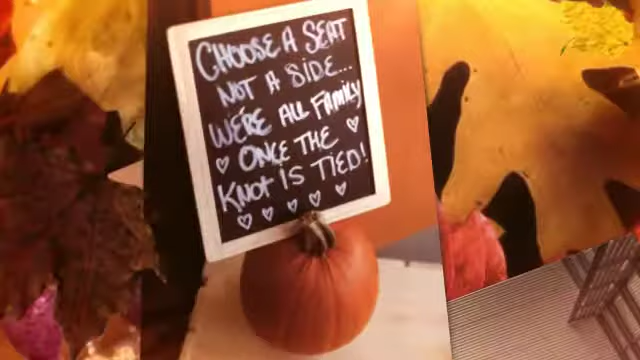 CHOOSE A SEAT
NOT A SIDE...
WE'RE ALL FAMILY
ONCE THE
KNOT IS TIED!